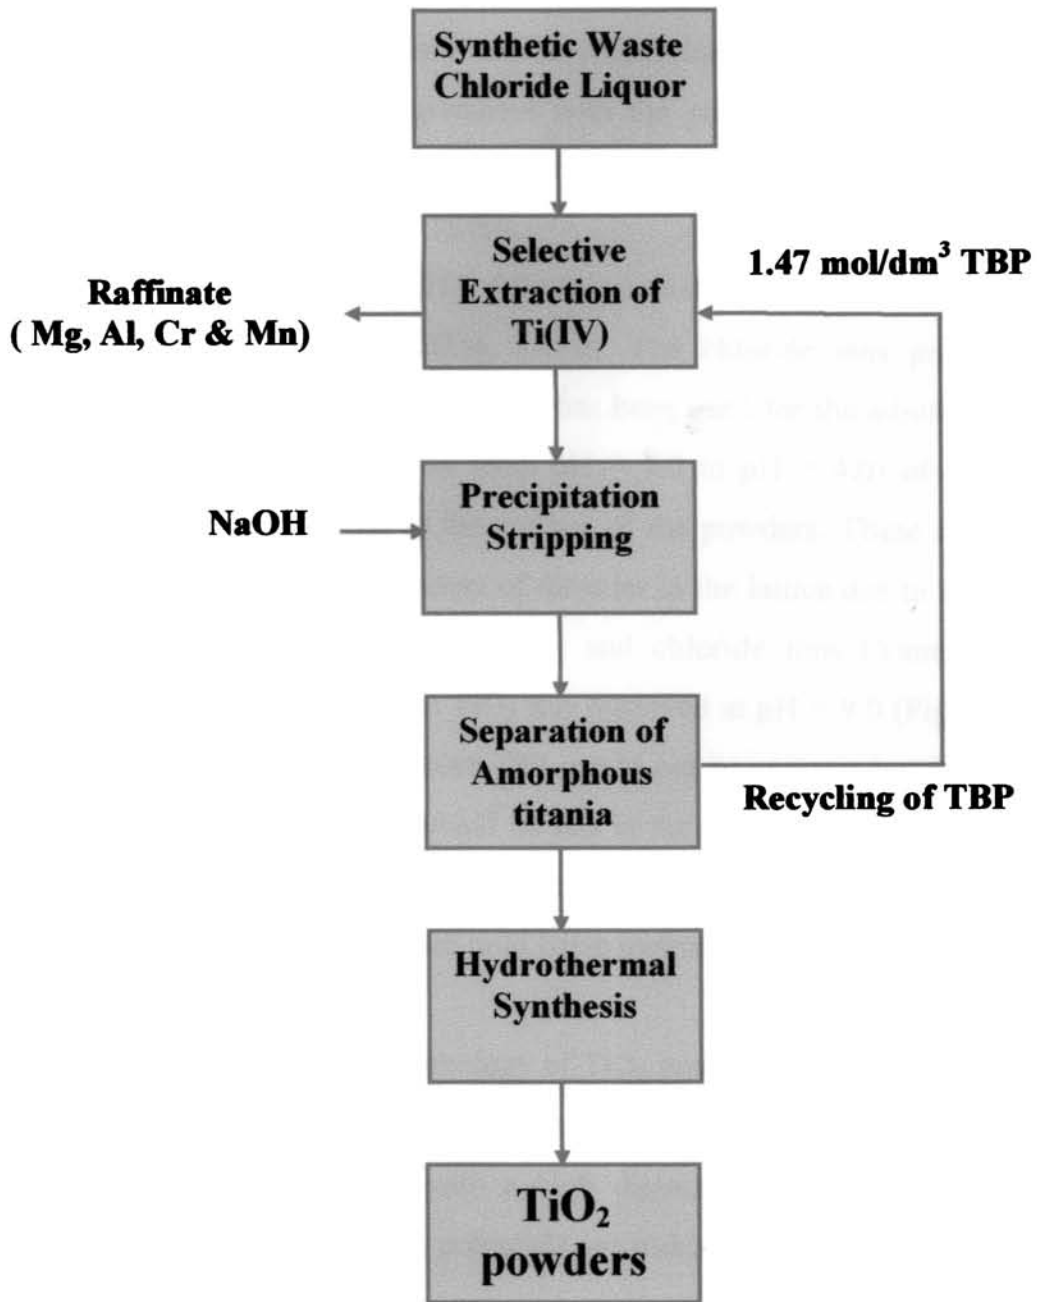 Synthetic Waste
Chloride Liquor
Selective
Extraction of
Ti(IV)
1.47 mol/dm³ TBP
Raffinate
( Mg, Al, Cr & Mn)
Precipitation
Stripping
NaOH
Separation of
Amorphous
titania
Recycling of TBP
Hydrothermal
Synthesis
TiO₂
powders